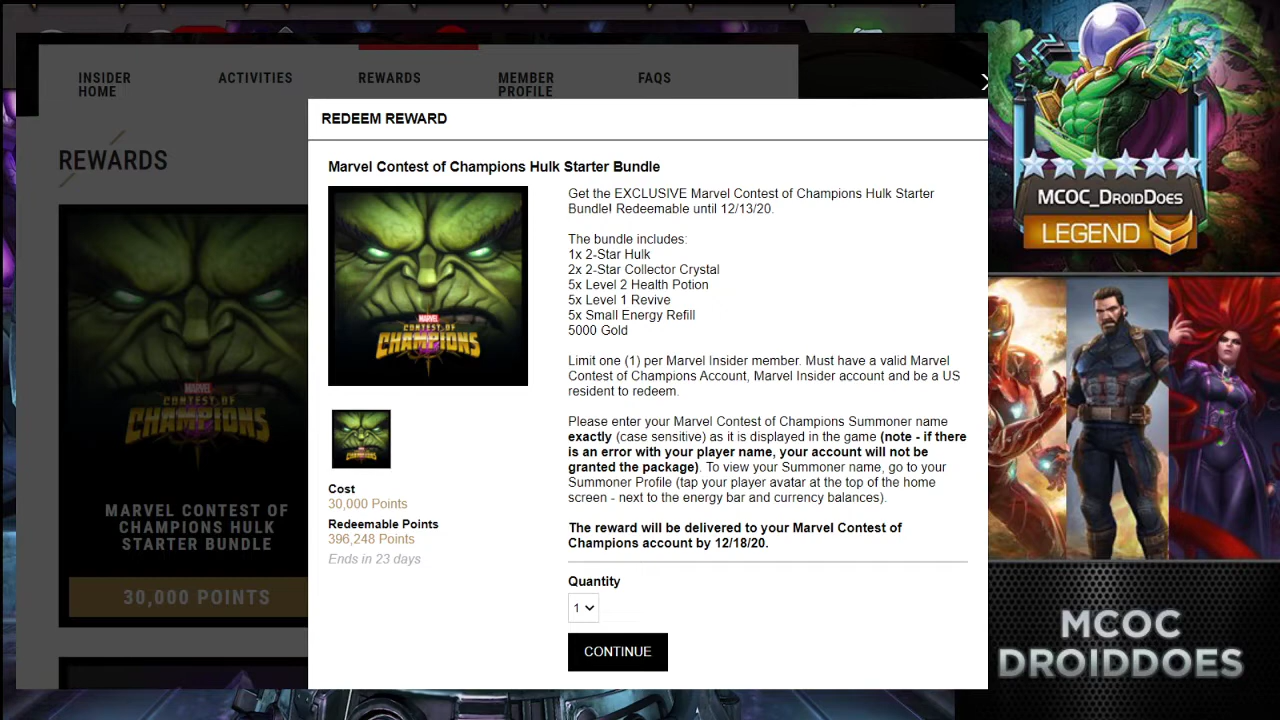 INSIDER
HOME
ACTIVITIES
REWARDS
MEMBER
PROFILE
FAQS
REWARDS
MARVEL
CONTEST OF
CHAMPIONS
MARVEL CONTEST OF
CHAMPIONS HULK
STARTER BUNDLE
30,000 POINTS
REDEEM REWARD
Marvel Contest of Champions Hulk Starter Bundle
MARVEL
CONTEST OF
CHAMPIONS
Cost
30,000 Points
Redeemable Points
396,248 Points
Ends in 23 days
Get the EXCLUSIVE Marvel Contest of Champions Hulk Starter
Bundle! Redeemable until 12/13/20.
The bundle includes:
1x 2-Star Hulk
2x 2-Star Collector Crystal
5x Level 2 Health Potion
5x Level 1 Revive
5x Small Energy Refill
5000 Gold
Limit one (1) per Marvel Insider member. Must have a valid Marvel
Contest of Champions Account, Marvel Insider account and be a US
resident to redeem.
Please enter your Marvel Contest of Champions Summoner name
exactly (case sensitive) as it is displayed in the game (note - if there
is an error with your player name, your account will not be
granted the package). To view your Summoner name, go to your
Summoner Profile (tap your player avatar at the top of the home
screen - next to the energy bar and currency balances).
The reward will be delivered to your Marvel Contest of
Champions account by 12/18/20.
Quantity
1
CONTINUE
MCOC_DROIDDOES
LEGEND
MCOC
DROIDDOES